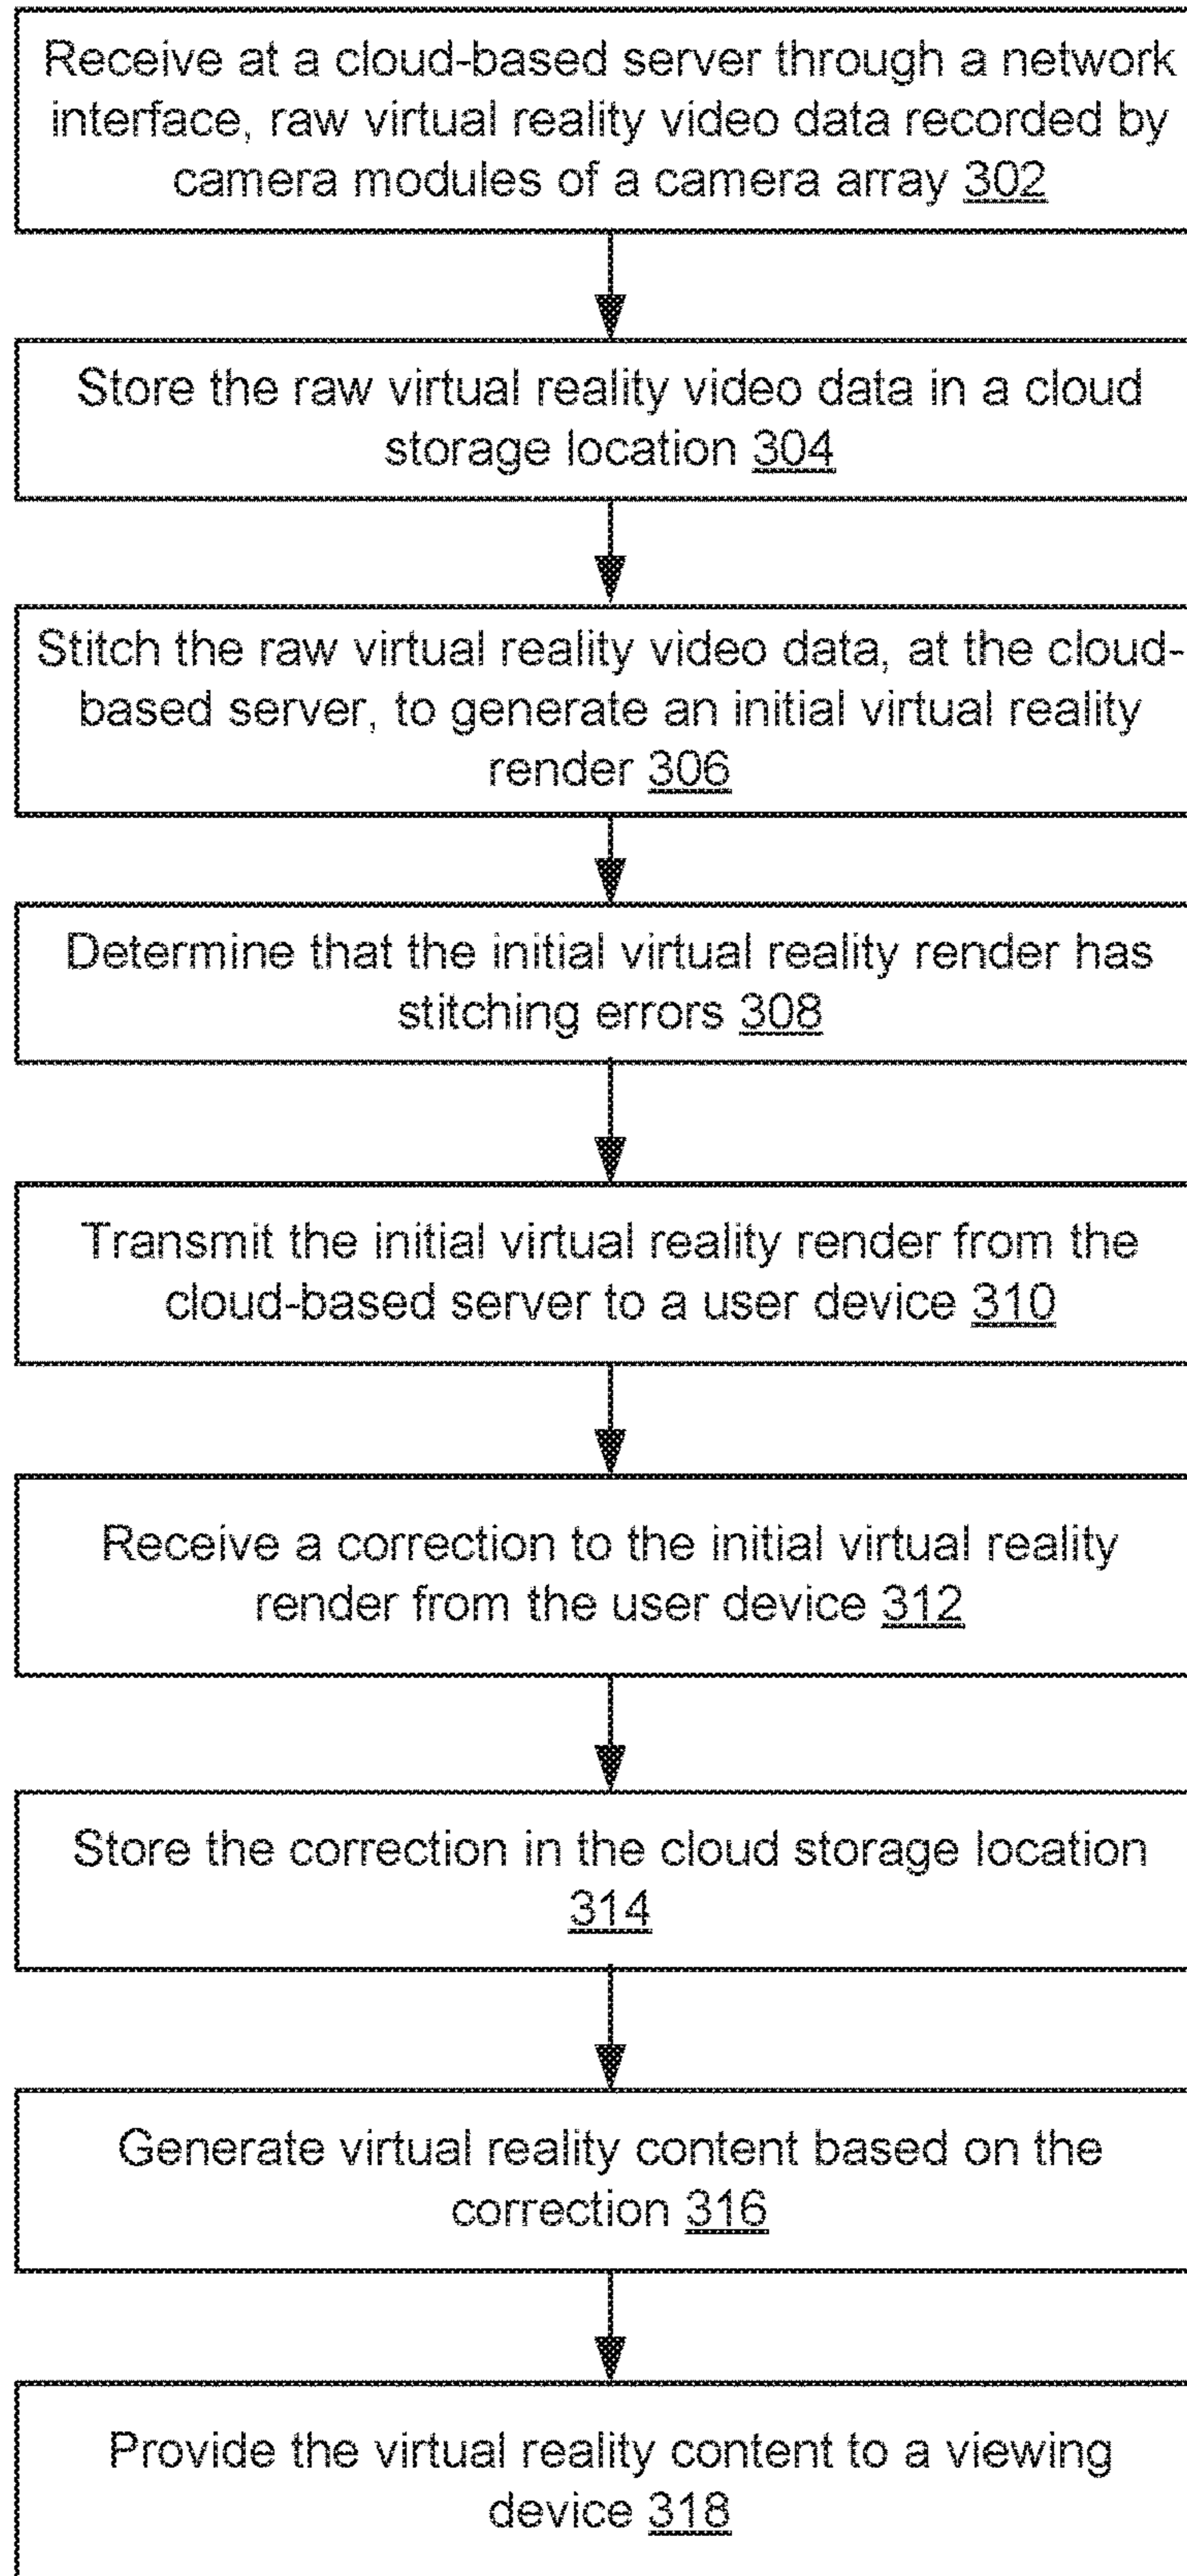 Receive at a cloud-based server through a network
interface, raw virtual reality video data recorded by
camera modules of a camera array 302
Store the raw virtual reality video data in a cloud
storage location 304
Stitch the raw virtual reality video data, at the cloud-
based server, to generate an initial virtual reality
render 306
Determine that the initial virtual reality render has
stitching errors 308
Transmit the initial virtual reality render from the
cloud-based server to a user device 310
Receive a correction to the initial virtual reality
render from the user device 312
Store the correction in the cloud storage location
314
Generate virtual reality content based on the
correction 316
Provide the virtual reality content to a viewing
device 318